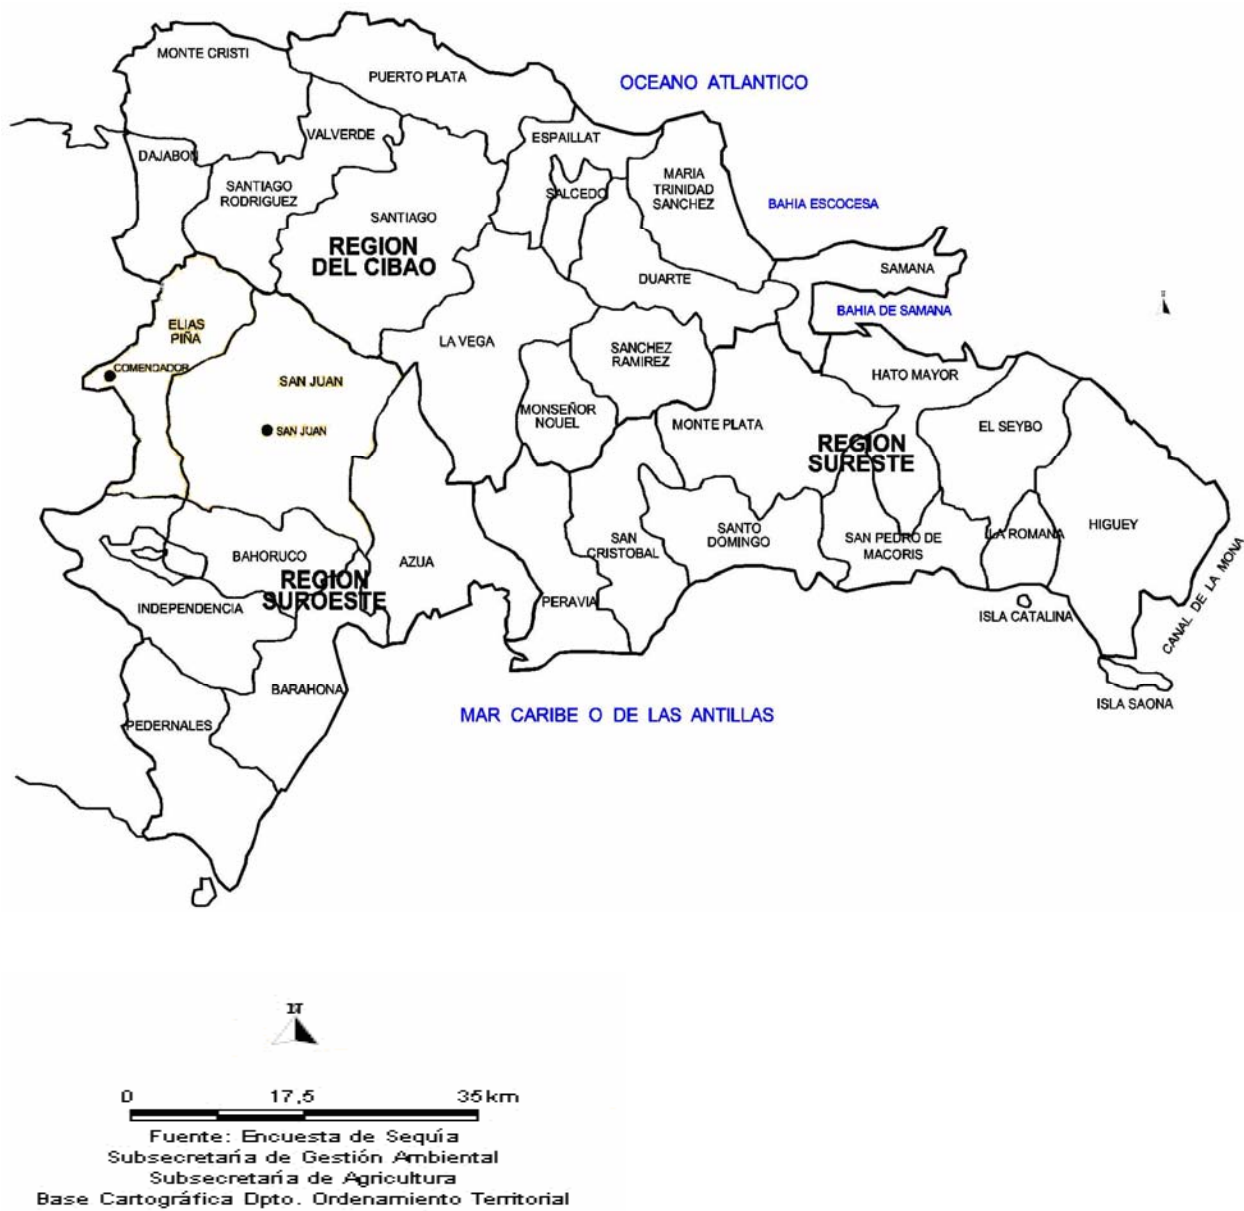 MONTE CRISTI
PUERTO PLATA
OCEANO ATLANTICO
VALVERDE
ESPAILLAT
DAJABON
SANTIAGO
RODRIGUEZ
SALCEDO
MARIA
TRINIDAD
SANCHEZ
BAHIA ESCOCESA
SANTIAGO
REGION
DEL CIBAO
DUARTE
SAMANA
BAHIA DE SAMANA
ELIAS
PIÑA
LA VEGA
SANCHEZ
RAMIREZ
COMENDADOR
SAN JUAN
HATO MAYOR
MONSEÑOR
NOUEL
MONTE PLATA
SAN JUAN
REGION
SURESTE
EL SEYBO
HIGUEY
BAHORUCO
AZUA
SAN
CRISTOBAL
SANTO
DOMINGO
SAN PEDRO DE
MACORIS
LA ROMANA
REGION
SUROESTE
INDEPENDENCIA
PERAVIA
ISLA CATALINA
CANAL DE LA MONA
BARAHONA
ISLA SAONA
PEDERNALES
MAR CARIBE O DE LAS ANTILLAS
N
0 17,5 35km
Fuente: Encuesta de Sequía
Subsecretaría de Gestión Ambiental
Subsecretaría de Agricultura
Base Cartográfica Dpto. Ordenamiento Territorial